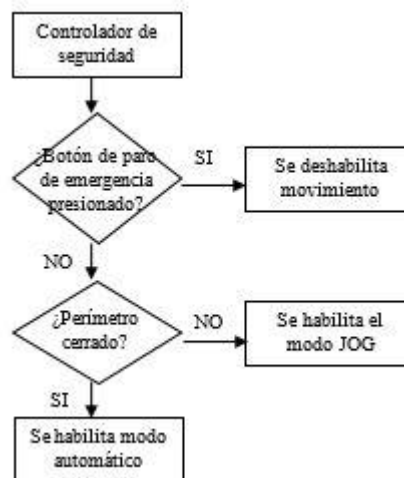 Controlador de
seguridad
¿Botón de paro
de emergencia
presionado?
SI
Se deshabilita
movimiento
NO
¿Perímetro
cerrado?
NO
Se habilita el
modo JOG
SI
Se habilita modo
automático